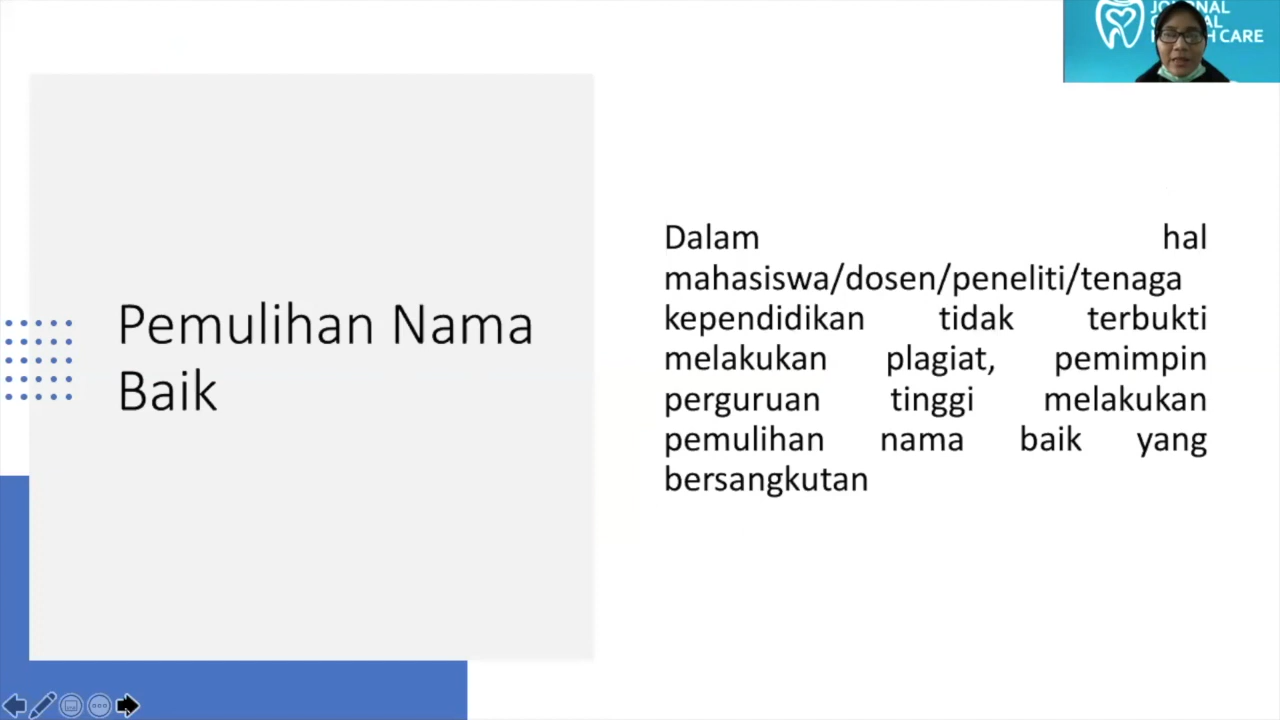 JOURNAL
CARE
Pemulihan Nama
Baik
Dalam hal
mahasiswa/dosen/peneliti/tenaga
kependidikan tidak terbukti
melakukan plagiat, pemimpin
perguruan tinggi melakukan
pemulihan nama baik yang
bersangkutan